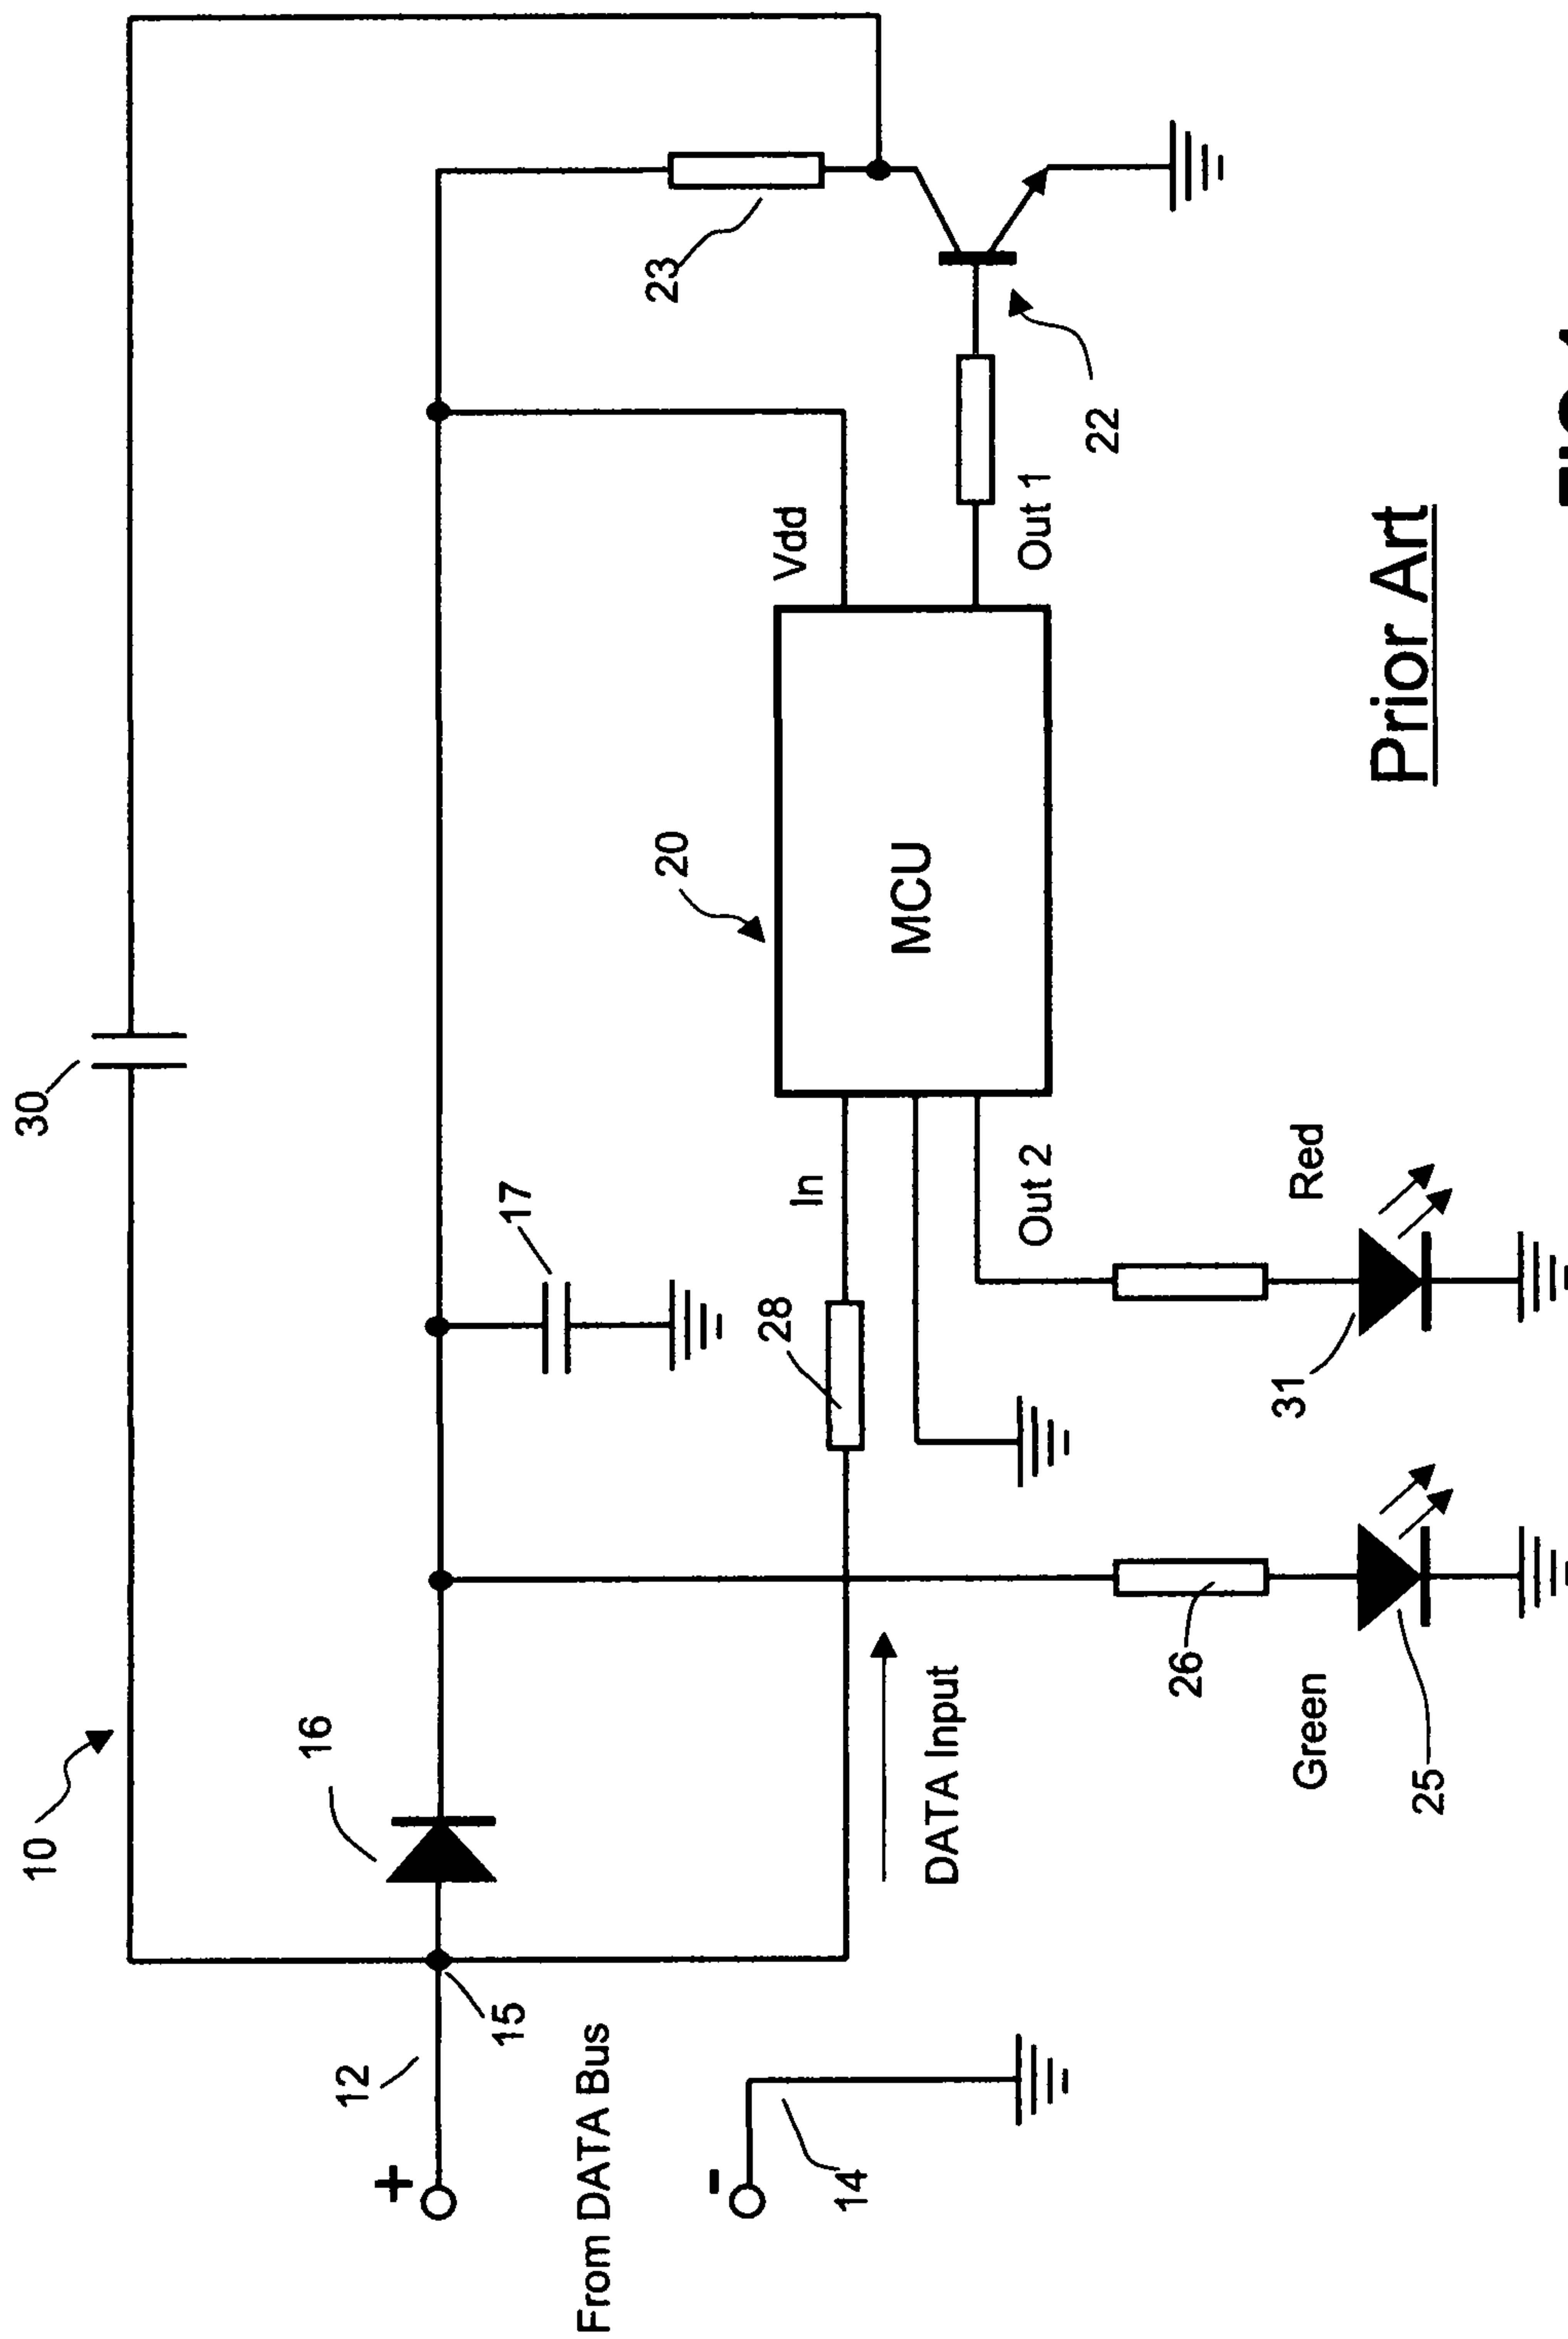 10
30
16
12
+
15
From DATA Bus
-
14
17
20
23
Vdd
In
28
MCU
DATA Input
Out 2
Out 1
22
26
Green
25
Red
31
Prior Art